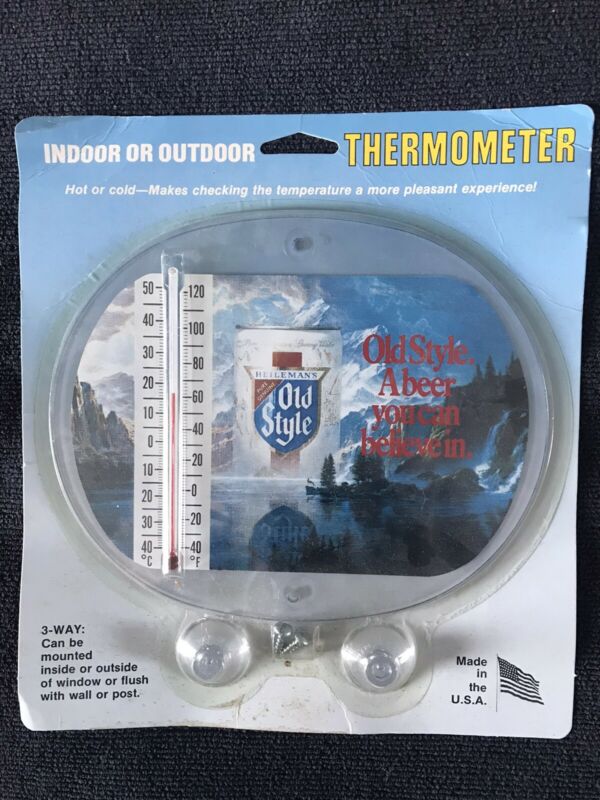 INDOOR OR OUTDOOR THERMOMETER
Hot or cold—Makes checking the temperature a more pleasant experience!
50 120
40 100
30 80
20
10 60
0 40
10 20
20 0
30 20
40 40
°C °F
HEILEMAN'S
Old
Style
Old Style.
A beer
you can
believe in.
3-WAY:
Can be
mounted
inside or outside
of window or flush
with wall or post.
Made
in
the
U.S.A.